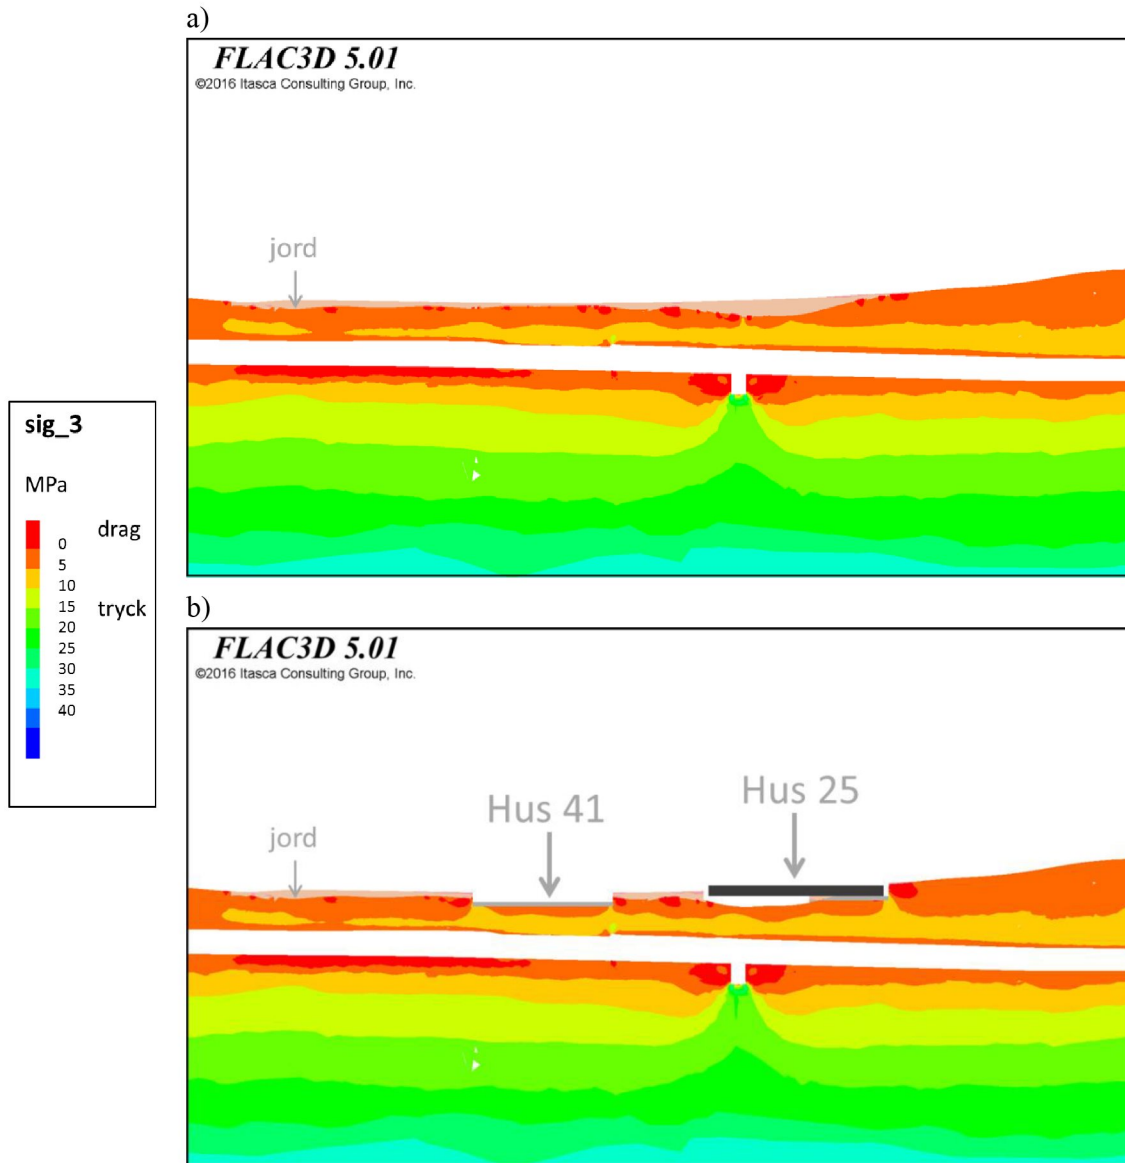 a)
FLAC3D 5.01
©2016 Itasca Consulting Group, Inc.
jord
sig_3
MPa
drag
0
5
10
tryck
15
20
25
30
35
40
b)
FLAC3D 5.01
©2016 Itasca Consulting Group, Inc.
Hus 41
Hus 25
jord